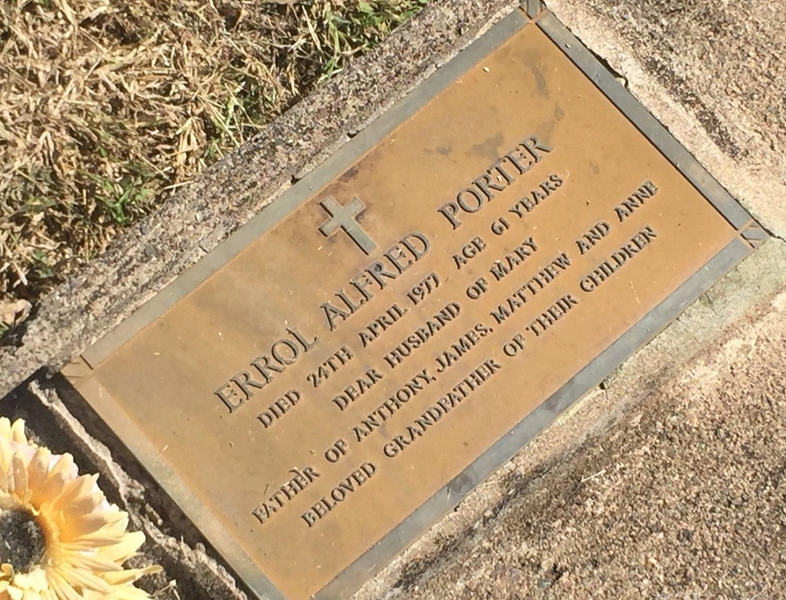 ERROL ALFRED PORTER
DIED 24TH APRIL 1977 AGE 61 YEARS
DEAR HUSBAND OF MARY
FATHER OF ANTHONY, JAMES, MATTHEW AND ANNE
BELOVED GRANDFATHER OF THEIR CHILDREN